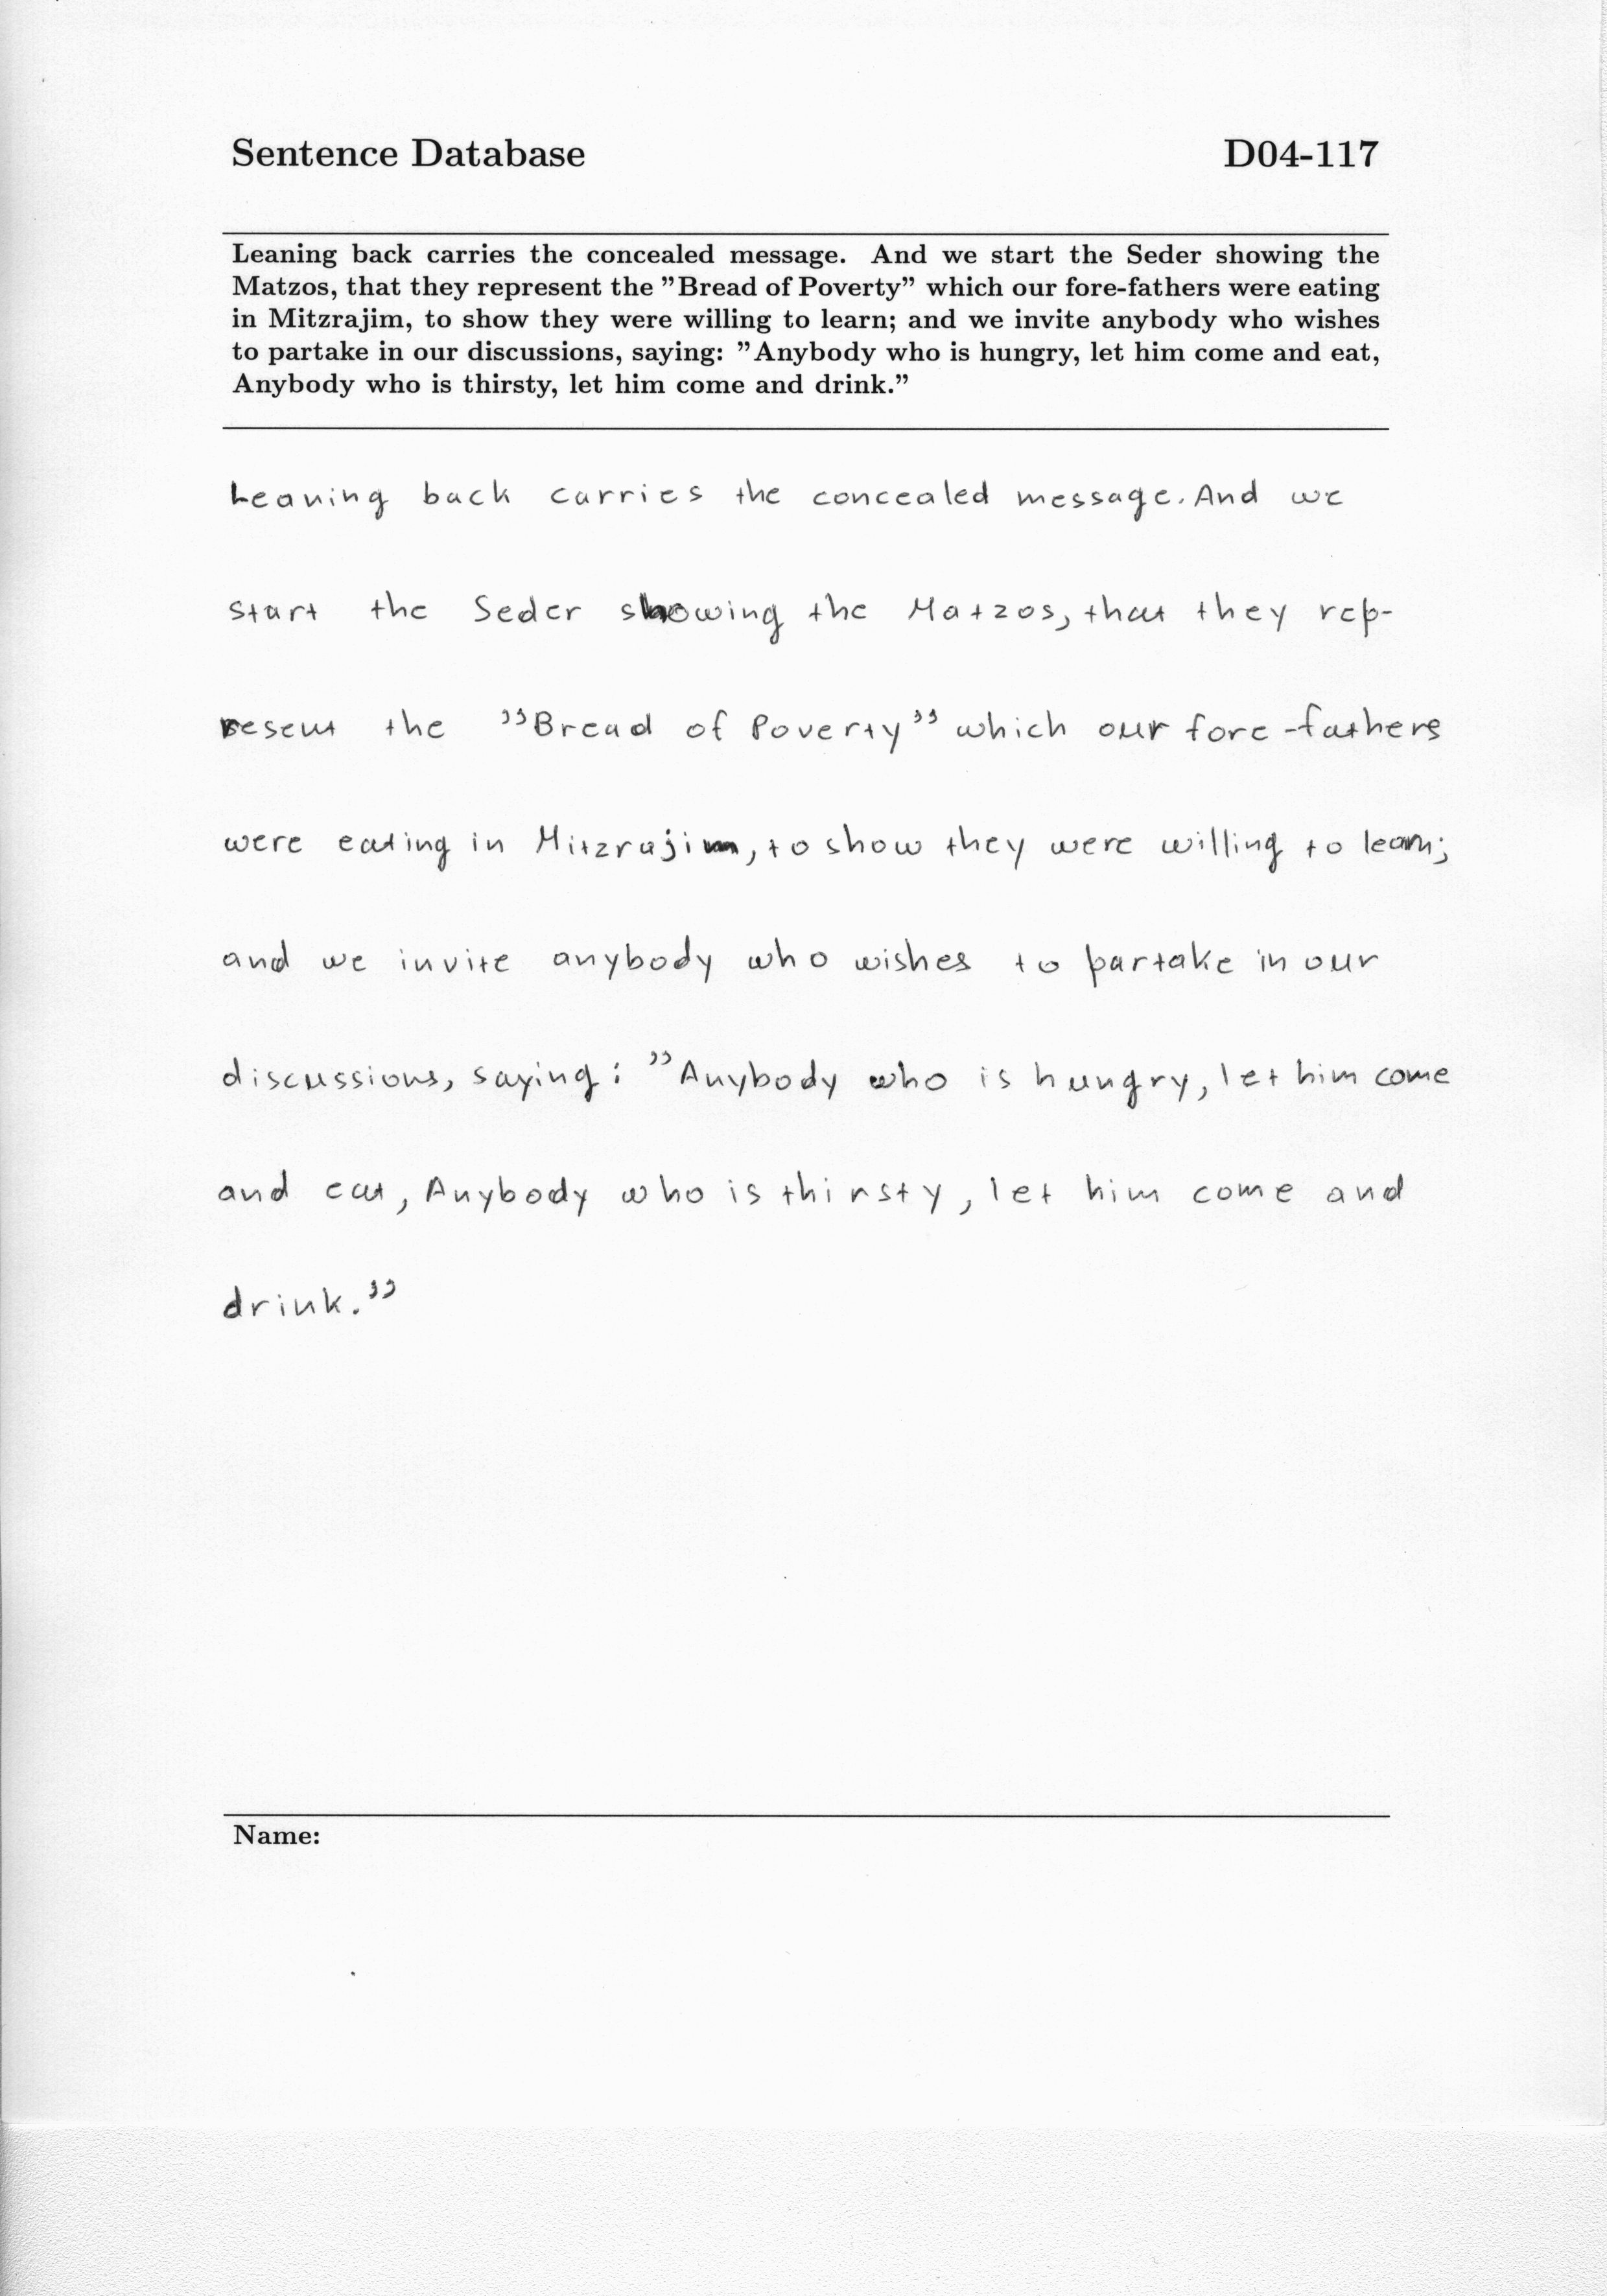 Sentence Database D04-117
Leaning back carries the concealed message. And we start the Seder showing the
Matzos, that they represent the ”Bread of Poverty” which our fore-fathers were eating
in Mitzrajim, to show they were willing to learn; and we invite anybody who wishes
to partake in our discussions, saying: ”Anybody who is hungry, let him come and eat,
Anybody who is thirsty, let him come and drink.”
Leaning back carries the concealed message. And we
start the Seder showing the Matzos, that they rep-
resent the ”Bread of Poverty” which our fore-fathers
were eating in Mitzrajim, to show they were willing to learn;
and we invite anybody who wishes to partake in our
discussions, saying: ”Anybody who is hungry, let him come
and eat, Anybody who is thirsty, let him come and
drink.”
Name: